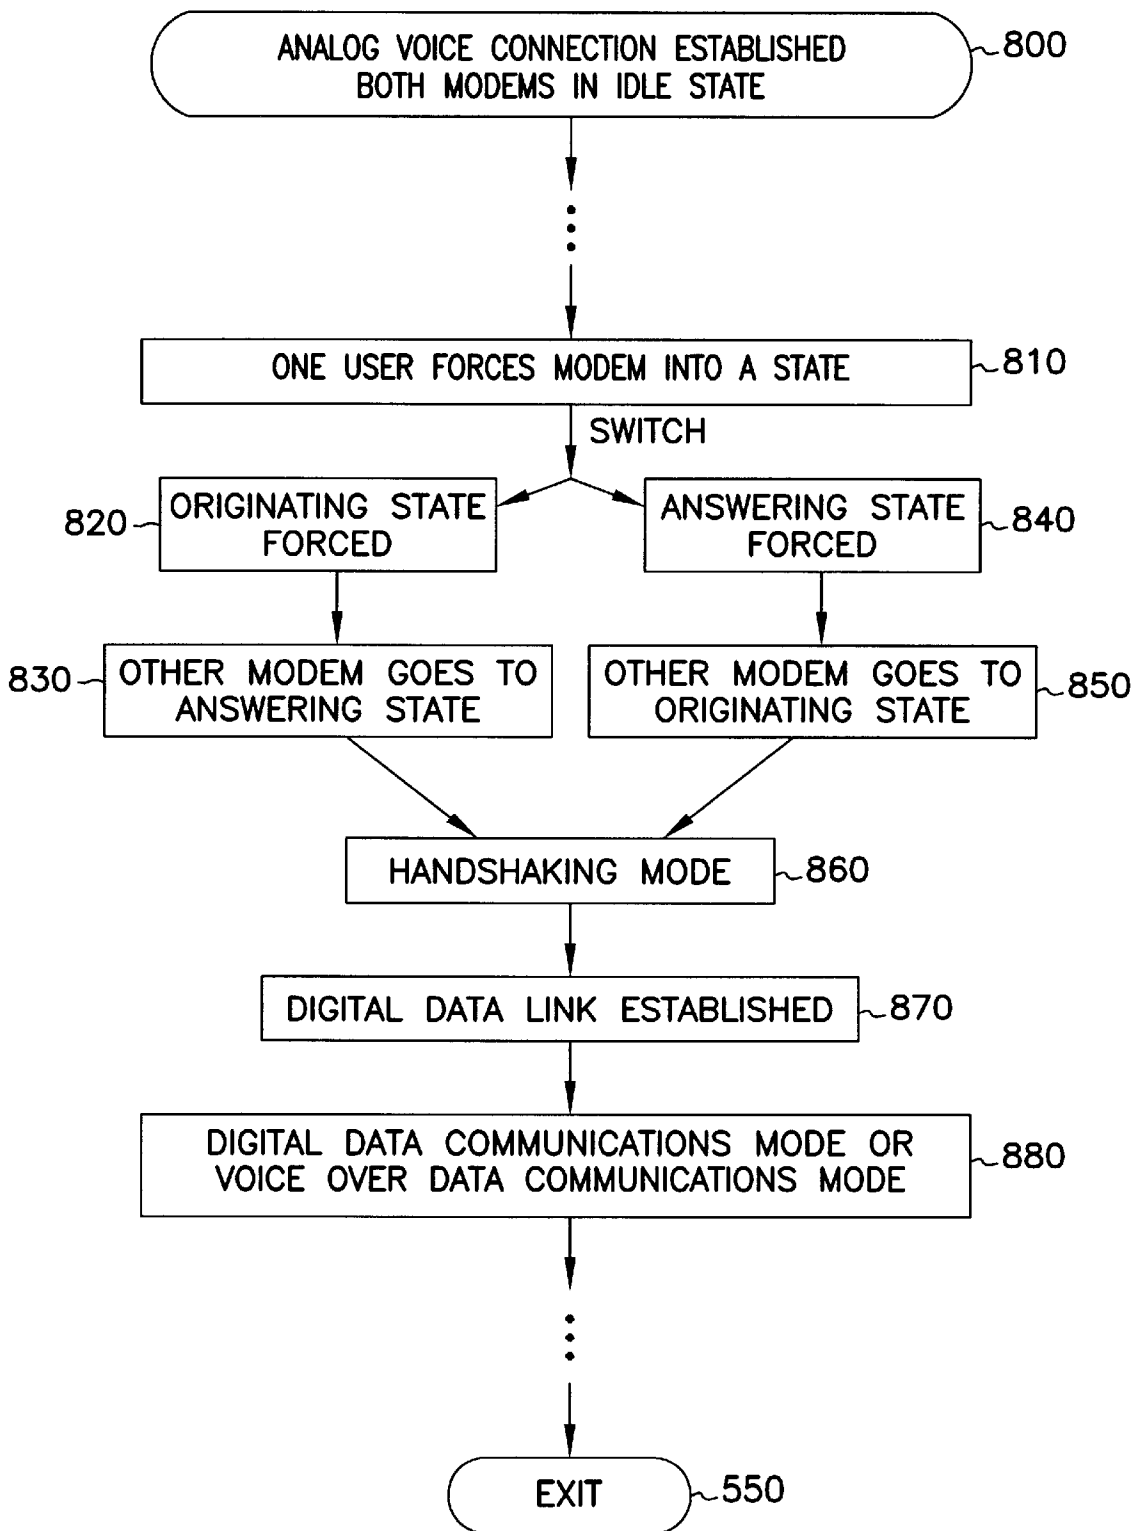 ANALOG VOICE CONNECTION ESTABLISHED
BOTH MODEMS IN IDLE STATE
800
ONE USER FORCES MODEM INTO A STATE
810
SWITCH
820
ORIGINATING STATE
FORCED
ANSWERING STATE
FORCED
840
830
OTHER MODEM GOES TO
ANSWERING STATE
OTHER MODEM GOES TO
ORIGINATING STATE
850
HANDSHAKING MODE
860
DIGITAL DATA LINK ESTABLISHED
870
DIGITAL DATA COMMUNICATIONS MODE OR
VOICE OVER DATA COMMUNICATIONS MODE
880
EXIT
550